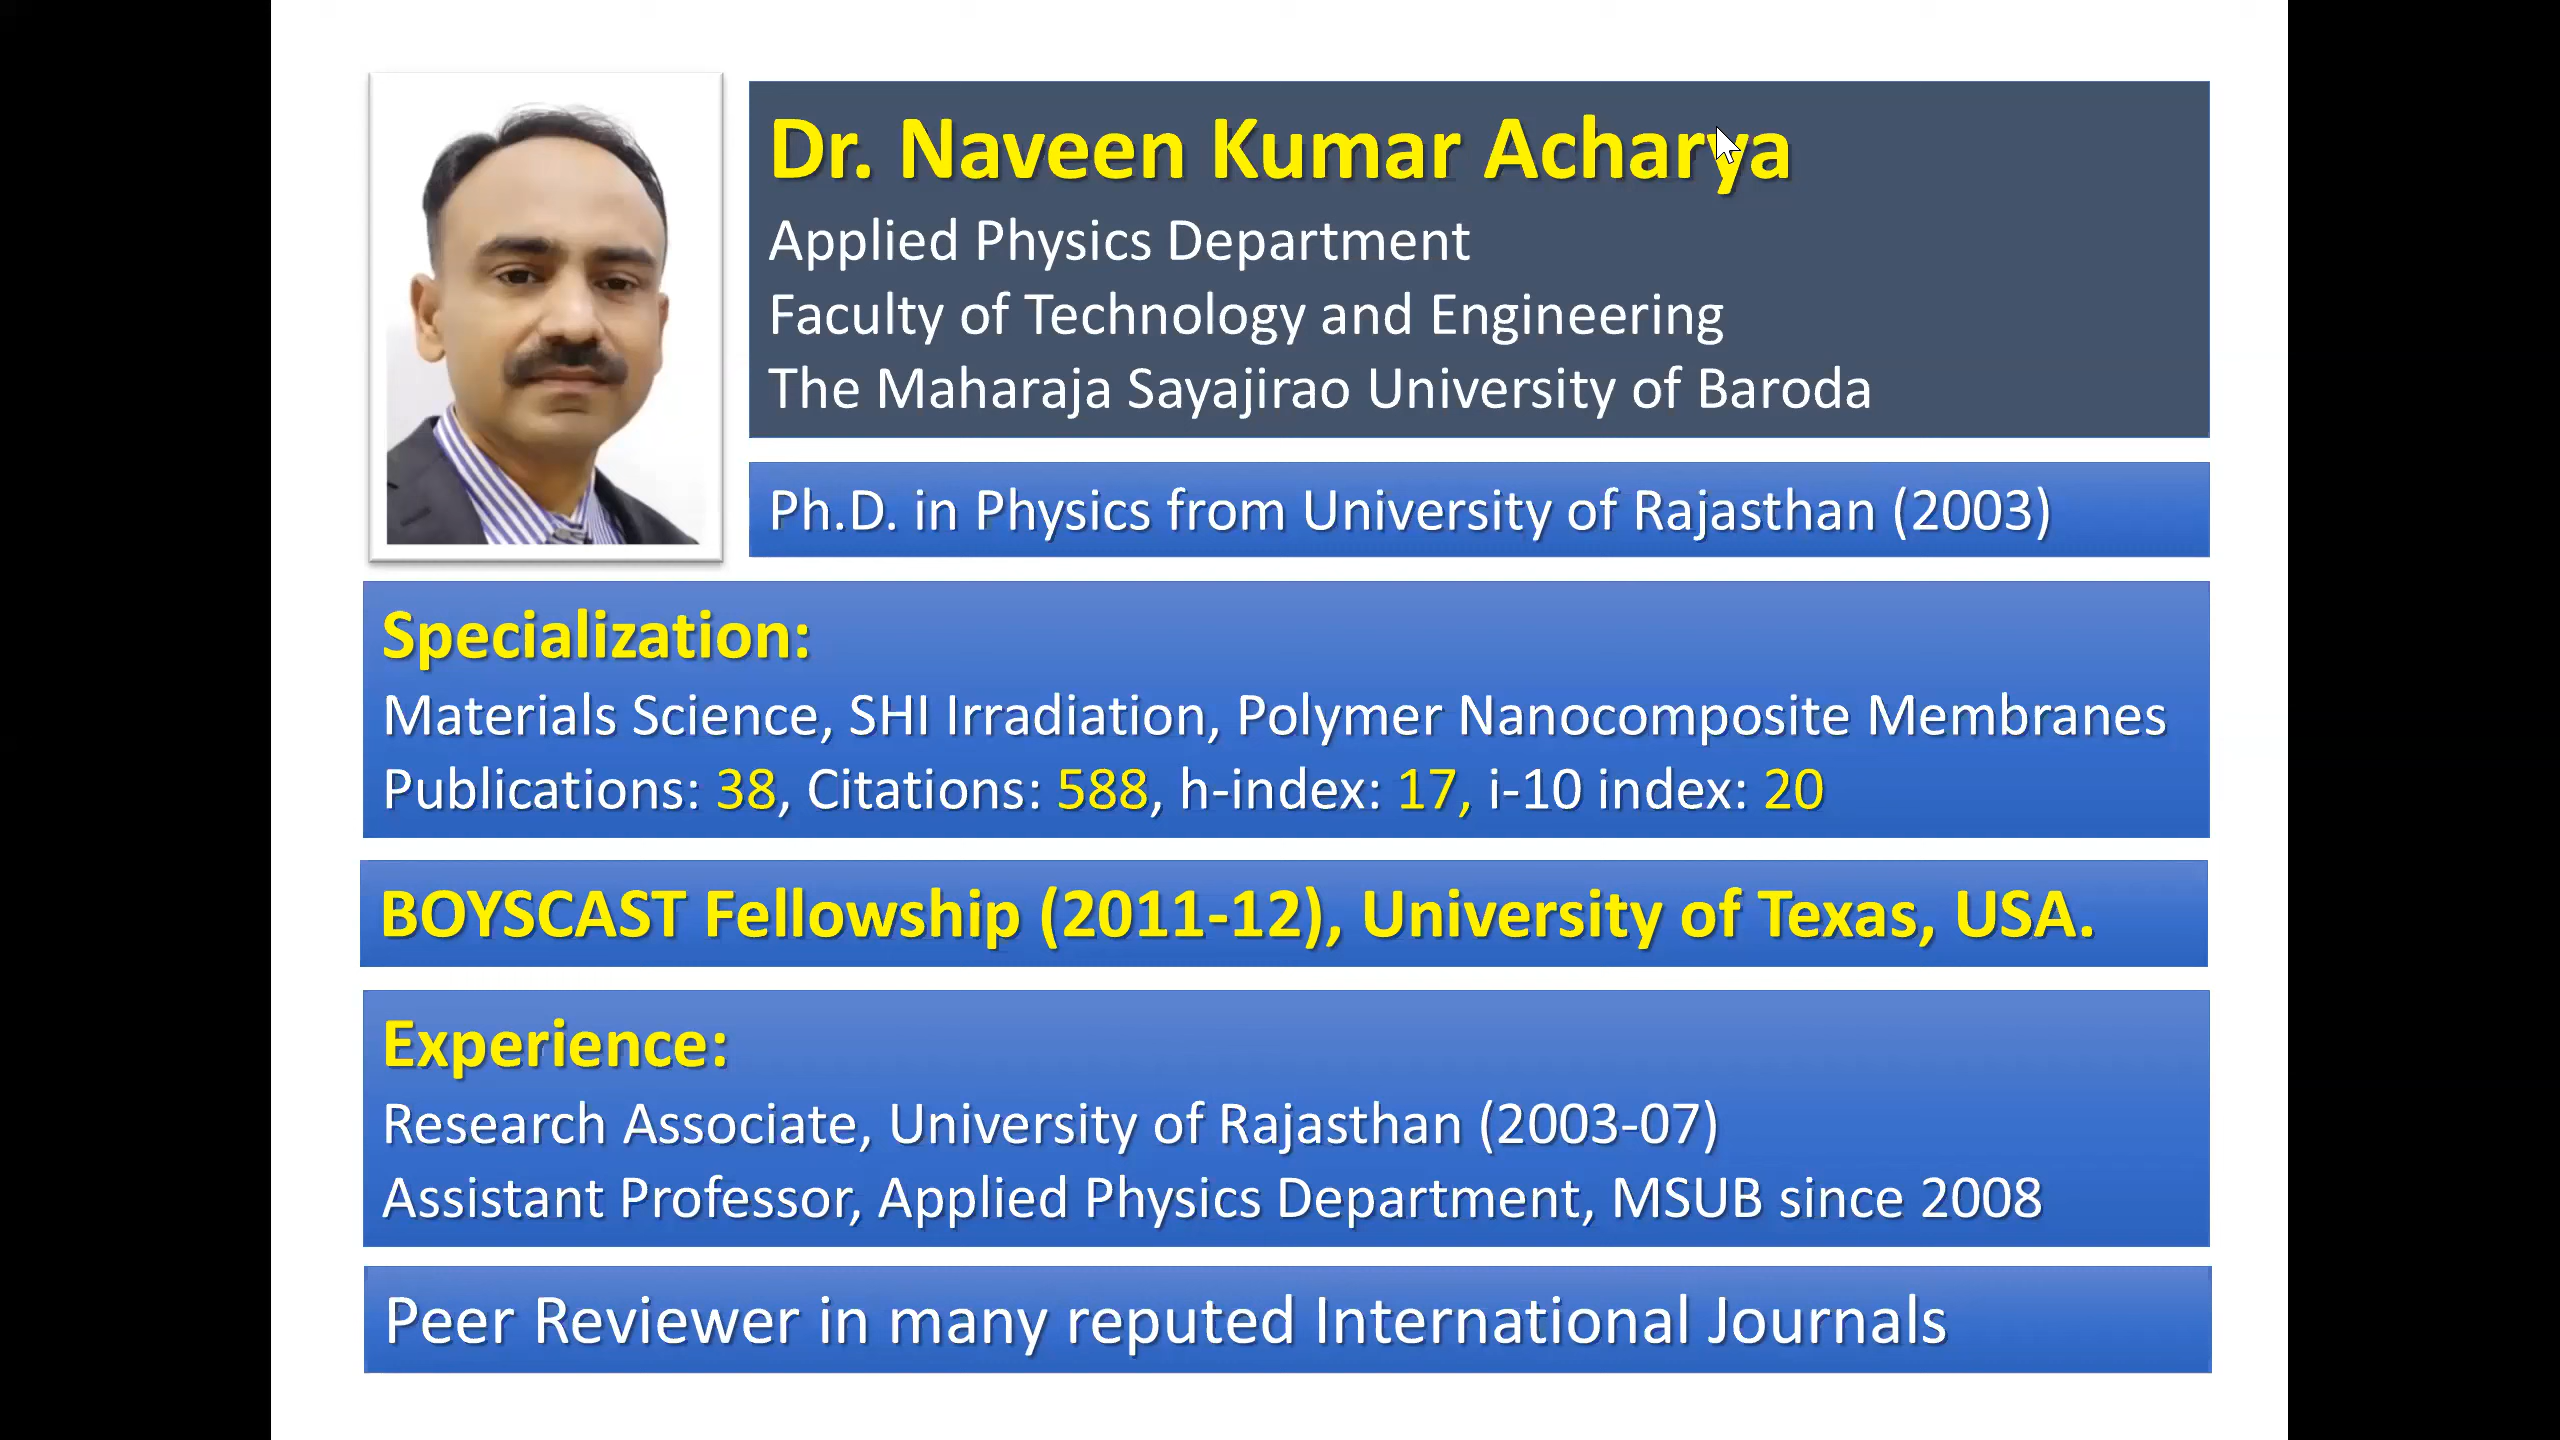 Dr. Naveen Kumar Acharya
Applied Physics Department
Faculty of Technology and Engineering
The Maharaja Sayajirao University of Baroda
Ph.D. in Physics from University of Rajasthan (2003)
Specialization:
Materials Science, SHI Irradiation, Polymer Nanocomposite Membranes
Publications: 38, Citations: 588, h-index: 17, i-10 index: 20
BOYSCAST Fellowship (2011-12), University of Texas, USA.
Experience:
Research Associate, University of Rajasthan (2003-07)
Assistant Professor, Applied Physics Department, MSUB since 2008
Peer Reviewer in many reputed International Journals